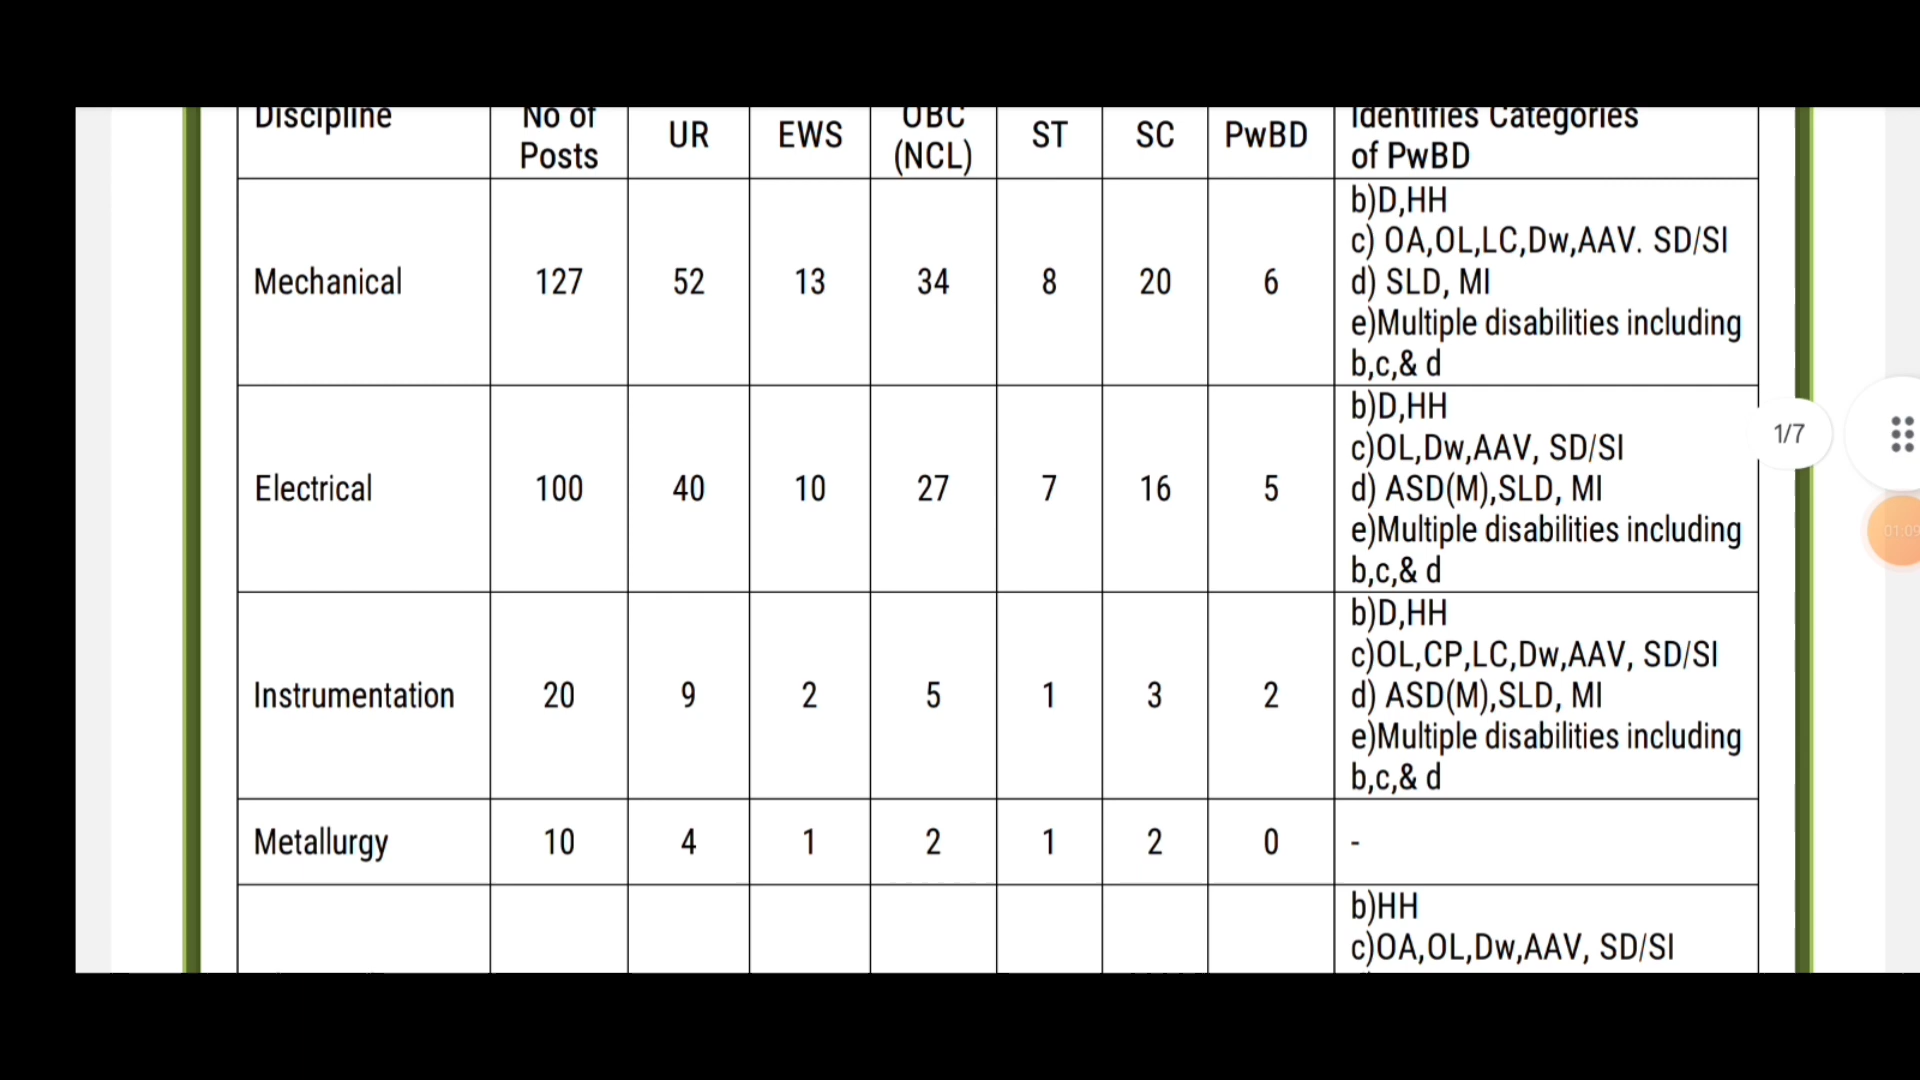 Discipline No of Posts UR EWS OBC (NCL) ST SC PwBD Identifies Categories of PwBD
Mechanical 127 52 13 34 8 20 6 b)D,HH
c) OA,OL,LC,Dw,AAV. SD/SI
d) SLD, MI
e)Multiple disabilities including
b,c,& d
Electrical 100 40 10 27 7 16 5 b)D,HH
c)OL,Dw,AAV, SD/SI
d) ASD(M),SLD, MI
e)Multiple disabilities including
b,c,& d
Instrumentation 20 9 2 5 1 3 2 b)D,HH
c)OL,CP,LC,Dw,AAV, SD/SI
d) ASD(M),SLD, MI
e)Multiple disabilities including
b,c,& d
Metallurgy 10 4 1 2 1 2 0 -
b)HH
c)OA,OL,Dw,AAV, SD/SI
1/7
01:09